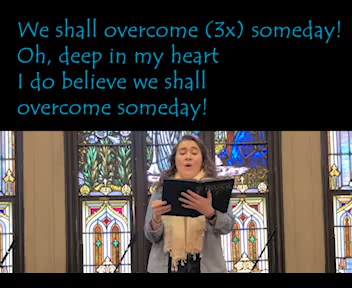 We shall overcome (3x) someday!
Oh, deep in my heart
I do believe we shall
overcome someday!